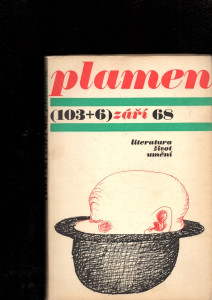 plamen
(103+6) září 68
literatura
život
umění